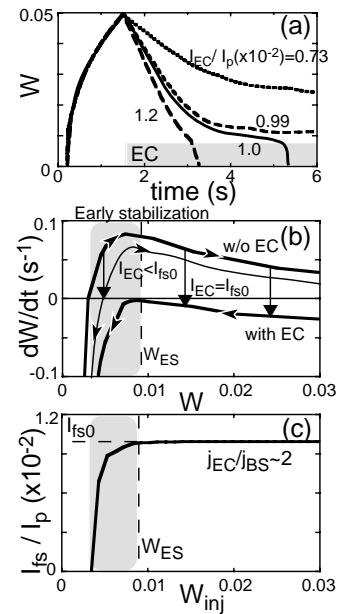 0.05
(a)
I_EC/ I_p(x10^-2)=0.73
W
1.2
0.99
1.0
EC
0
0 1 2 3 4 5 6
time (s)
Early stabilization
0.1
(b)
w/o EC
I_EC<I_fs0
I_EC=I_fs0
dW/dt (s^-1)
0
with EC
W_ES
-0.1
0 0.01 0.02 0.03
W
1.2
(c)
I_fs0
j_EC/j_BS~2
I_fs / I_p (x10^-2)
W_ES
0
0 0.01 0.02 0.03
W_inj